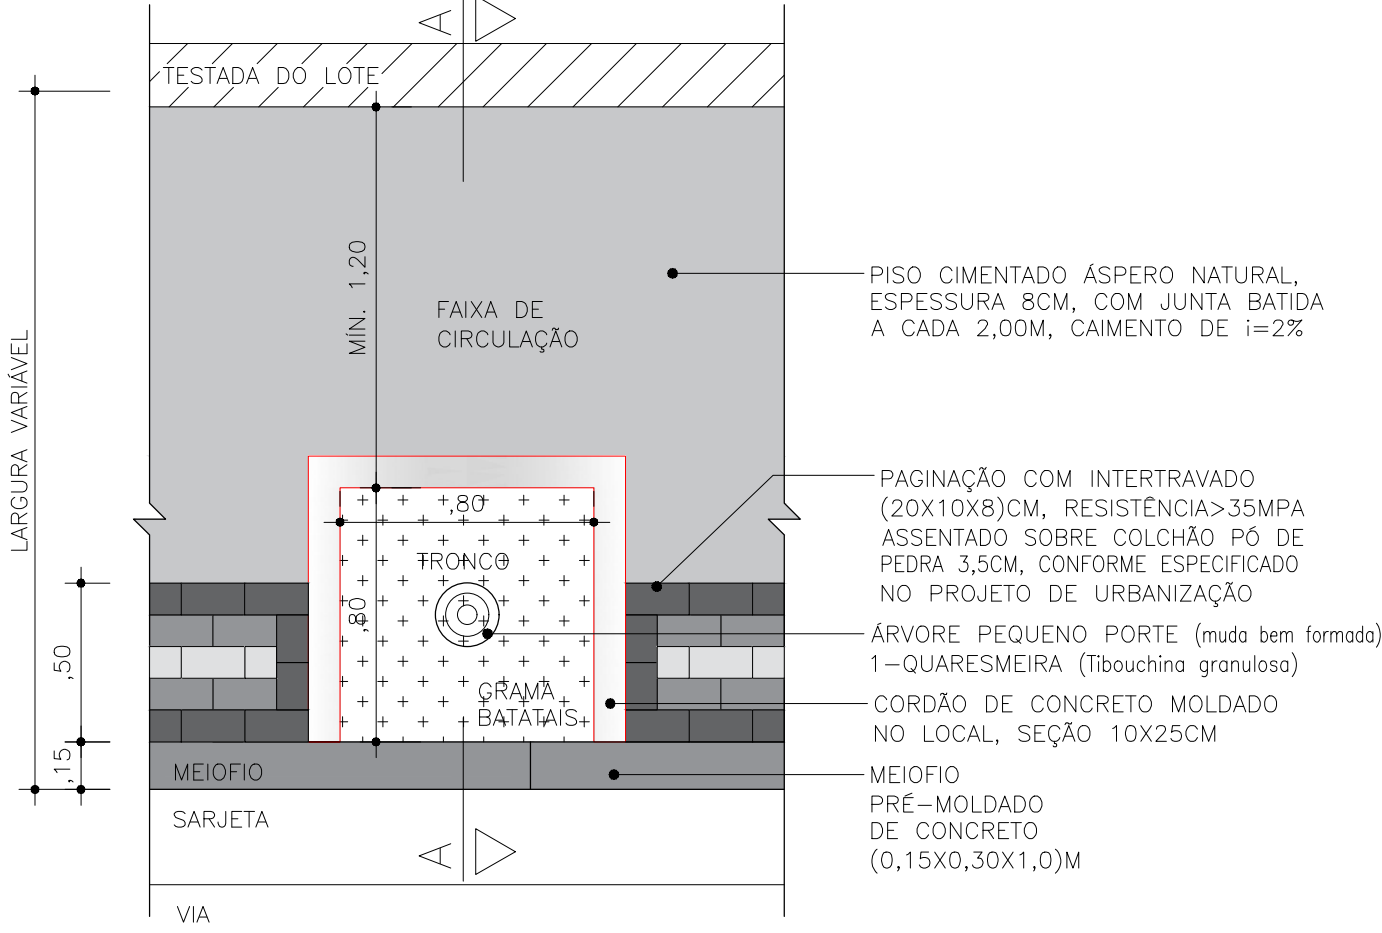 A
TESTADA DO LOTE
LARGURA VARIÁVEL
MÍN. 1,20
FAIXA DE
CIRCULAÇÃO
PISO CIMENTADO ÁSPERO NATURAL,
ESPESSURA 8CM, COM JUNTA BATIDA
A CADA 2,00M, CAIMENTO DE i=2%
PAGINAÇÃO COM INTERTRAVADO
(20X10X8)CM, RESISTÊNCIA>35MPA
ASSENTADO SOBRE COLCHÃO PÓ DE
PEDRA 3,5CM, CONFORME ESPECIFICADO
NO PROJETO DE URBANIZAÇÃO
,80
TRONCO
,80
,50
ÁRVORE PEQUENO PORTE (muda bem formada)
1-QUARESMEIRA (Tibouchina granulosa)
GRAMA
BATATAIS
CORDÃO DE CONCRETO MOLDADO
NO LOCAL, SEÇÃO 10X25CM
,15
MEIOFIO
MEIOFIO
PRÉ-MOLDADO
DE CONCRETO
(0,15X0,30X1,0)M
SARJETA
A
VIA